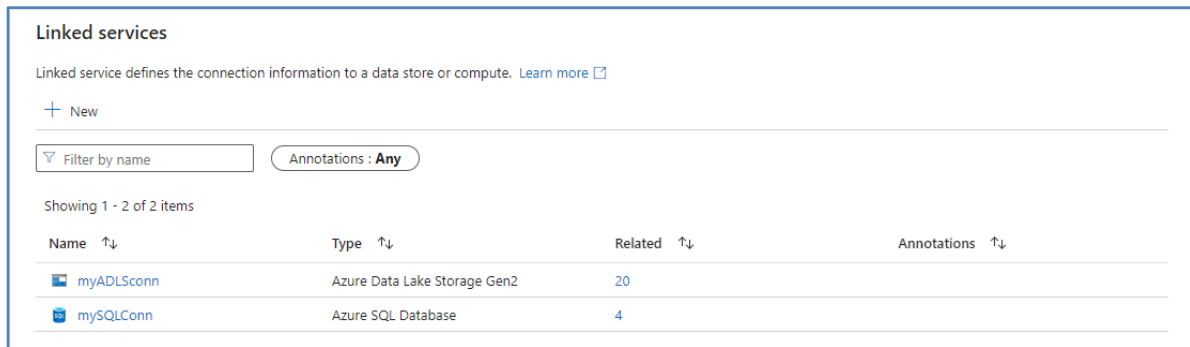 Linked services
Linked service defines the connection information to a data store or compute. Learn more
New
Filter by name Annotations : Any
Showing 1 - 2 of 2 items
Name Type Related Annotations
myADLSconn Azure Data Lake Storage Gen2 20
SQL mySQLConn Azure SQL Database 4